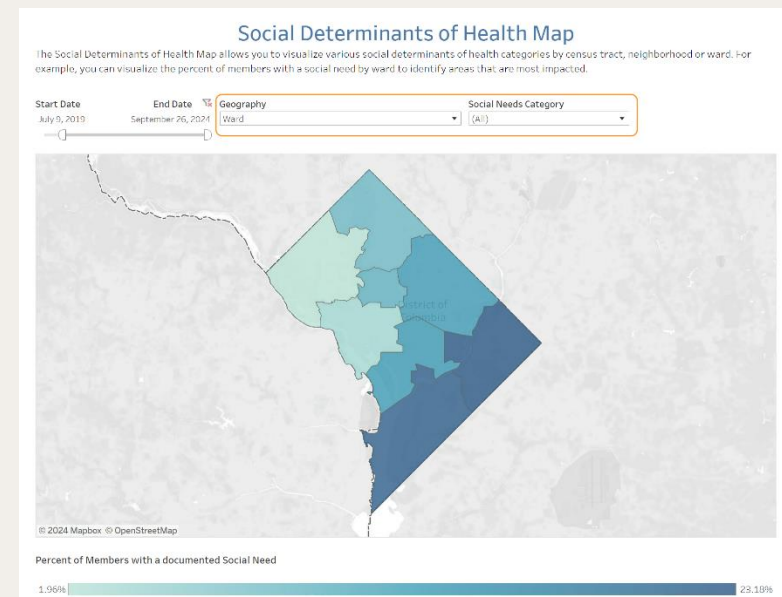 Social Determinants of Health Map
The Social Determinants of Health Map allows you to visualize various social determinants of health categories by census tract, neighborhood or ward. For
example, you can visualize the percent of members with a social need by ward to identify areas that are most impacted.
Start Date End Date Geography Social Needs Category
July 9, 2019 September 26, 2024 Ward (All)
District of
Columbia
© 2024 Mapbox © OpenStreetMap
Percent of Members with a documented Social Need
1.96% 23.18%